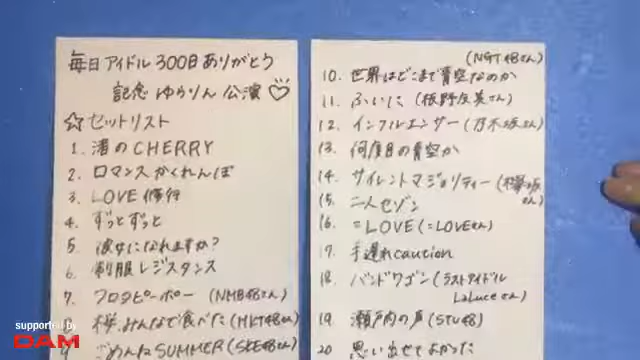 毎日アイドル300日ありがとう
記念 ゆうりん公演♡
☆セットリスト
1. 渚のCHERRY
2. ロマンスかくれんぼ
3. LOVE修行
4. ずっとずっと
5. 彼女になれますか?
6. 制服レジスタンス
7. フロタピーポー (NMB48さん)
8 桜、みんなで食べた(HKT48さん)
9 ごめんねSUMMER(SKE48さん)
(NGT48さん)
10. 世界はどこまで青空なのか
11. ふいに (板野友美さん)
12. インフルエンサー (乃木坂さん)
13. 何度目の青空か
14. サイレントマジョリティー(欅坂さん)
15. 二人セゾン
16. =LOVE(=LOVEさん)
17. 手遅れcaution
18. バンドワゴン(ラストアイドル
LaLuceさん)
19 瀬戸内の声(STU48)
20 思い出せてよかった
supported by
DAM